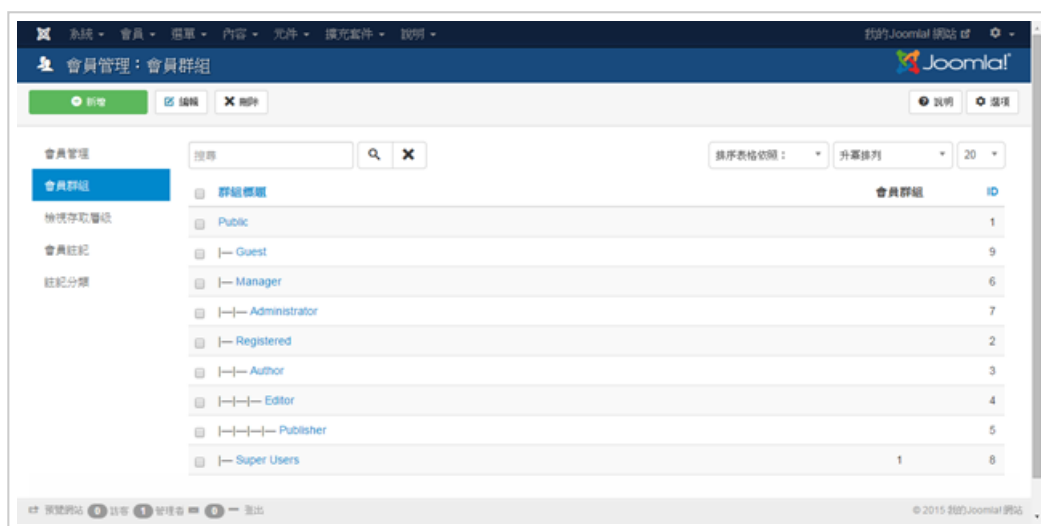 系統 會員 選單 內容 元件 擴充套件 說明 我的Joomla! 網站
會員管理：會員群組 Joomla!
新增 編輯 刪除 說明 選項
會員管理 搜尋 排序表格依照： 升冪排列 20
會員群組 群組標題 會員群組 ID
檢視存取層級 Public 1
會員註記 |— Guest 9
註記分類 |— Manager 6
|—|— Administrator 7
|— Registered 2
|—|— Author 3
|—|—|— Editor 4
|—|—|—|— Publisher 5
|— Super Users 1 8
預覽網站 0 訪客 1 管理者 0 登出 © 2015 我的Joomla! 網站